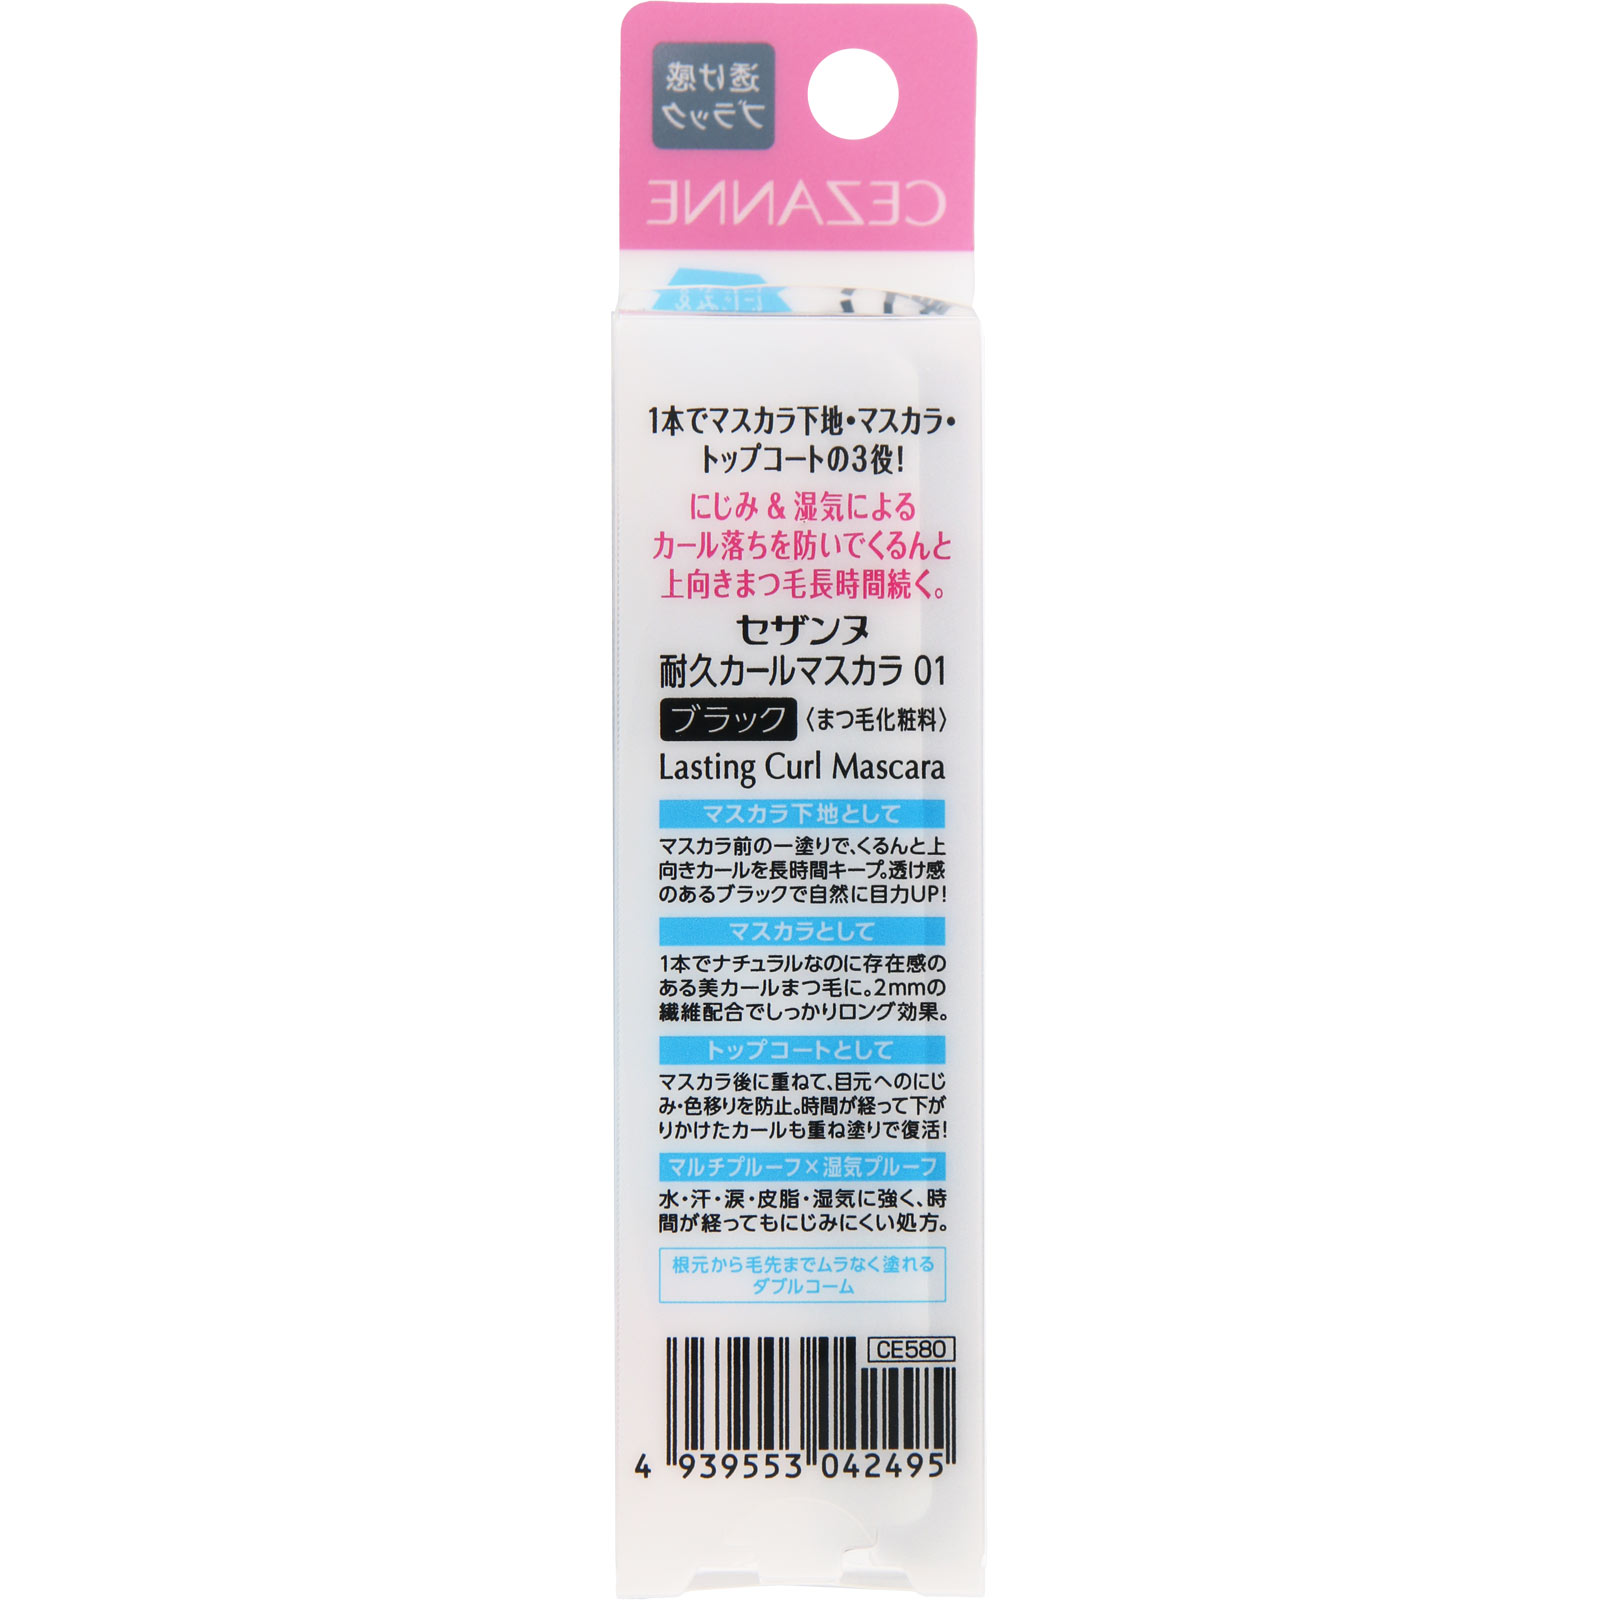 透け感
ブラック
CEZANNE
にじみ&
1本でマスカラ下地・マスカラ・
トップコートの3役!
にじみ & 湿気による
カール落ちを防いでくるんと
上向きまつ毛長時間続く。
セザンヌ
耐久カールマスカラ 01
ブラック〈まつ毛化粧料〉
Lasting Curl Mascara
マスカラ下地として
マスカラ前の一塗りで、くるんと上
向きカールを長時間キープ。透け感
のあるブラックで自然に目力UP!
マスカラとして
1本でナチュラルなのに存在感の
ある美カールまつ毛に。2mmの
繊維配合でしっかりロング効果。
トップコートとして
マスカラ後に重ねて、目元へのにじ
み・色移りを防止。時間が経って下が
りかけたカールも重ね塗りで復活!
マルチプルーフ×湿気プルーフ
水・汗・涙・皮脂・湿気に強く、時
間が経ってもにじみにくい処方。
根元から毛先までムラなく塗れる
ダブルコーム
CE580
4 939553 042495